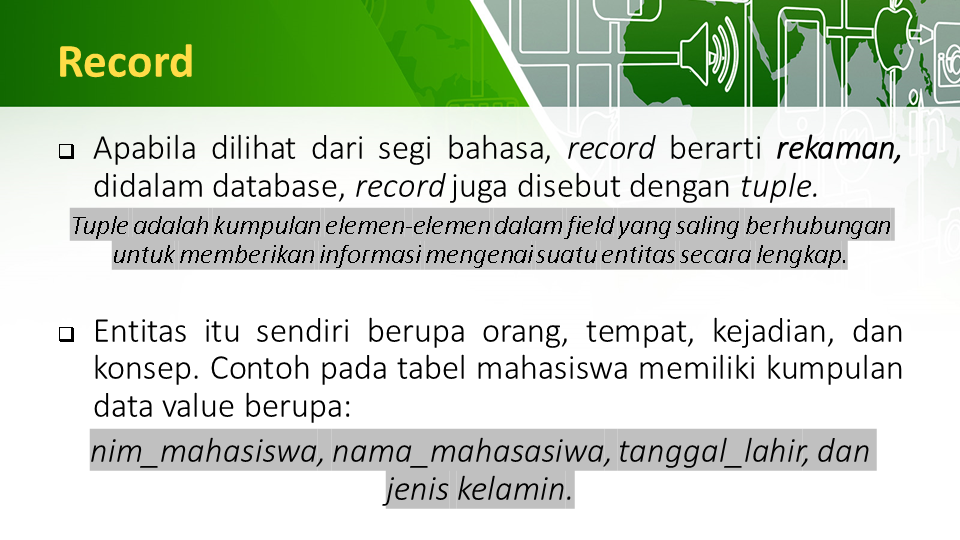 Record
Apabila dilihat dari segi bahasa, record berarti rekaman,
didalam database, record juga disebut dengan tuple.
Tuple adalah kumpulan elemen-elemen dalam field yang saling berhubungan
untuk memberikan informasi mengenai suatu entitas secara lengkap.
Entitas itu sendiri berupa orang, tempat, kejadian, dan
konsep. Contoh pada tabel mahasiswa memiliki kumpulan
data value berupa:
nim_mahasiswa, nama_mahasasiwa, tanggal_lahir, dan
jenis kelamin.